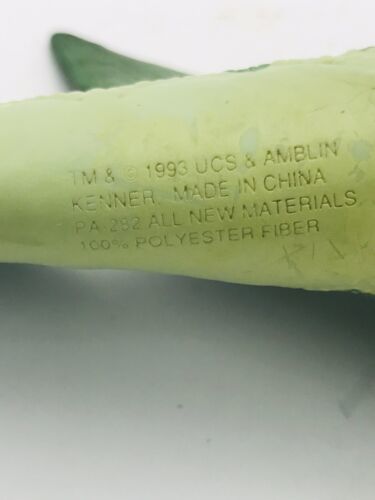 TM & © 1993 UCS & AMBLIN
KENNER. MADE IN CHINA
PA-282 ALL NEW MATERIALS
100% POLYESTER FIBER